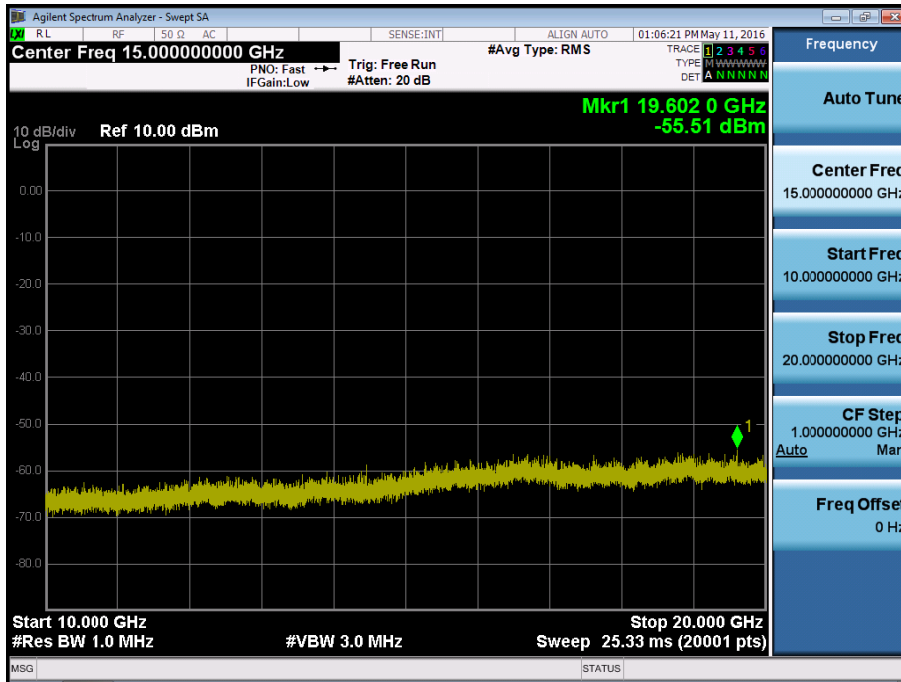 Agilent Spectrum Analyzer - Swept SA
LXI RL RF 50 Ω AC SENSE:INT ALIGN AUTO 01:06:21 PM May 11, 2016
Center Freq 15.000000000 GHz
PNO: Fast
IFGain:Low
Trig: Free Run
#Atten: 20 dB
#Avg Type: RMS
TRACE 1 2 3 4 5 6
TYPE M WWWWW
DET A N N N N N
Mkr1 19.602 0 GHz
-55.51 dBm
10 dB/div Ref 10.00 dBm
Log
0.00
-10.0
-20.0
-30.0
-40.0
-50.0
-60.0
-70.0
-80.0
1
Start 10.000 GHz Stop 20.000 GHz
#Res BW 1.0 MHz #VBW 3.0 MHz Sweep 25.33 ms (20001 pts)
MSG STATUS
Frequency
Auto Tune
Center Freq
15.000000000 GHz
Start Freq
10.000000000 GHz
Stop Freq
20.000000000 GHz
CF Step
1.000000000 GHz
Auto Man
Freq Offset
0 Hz